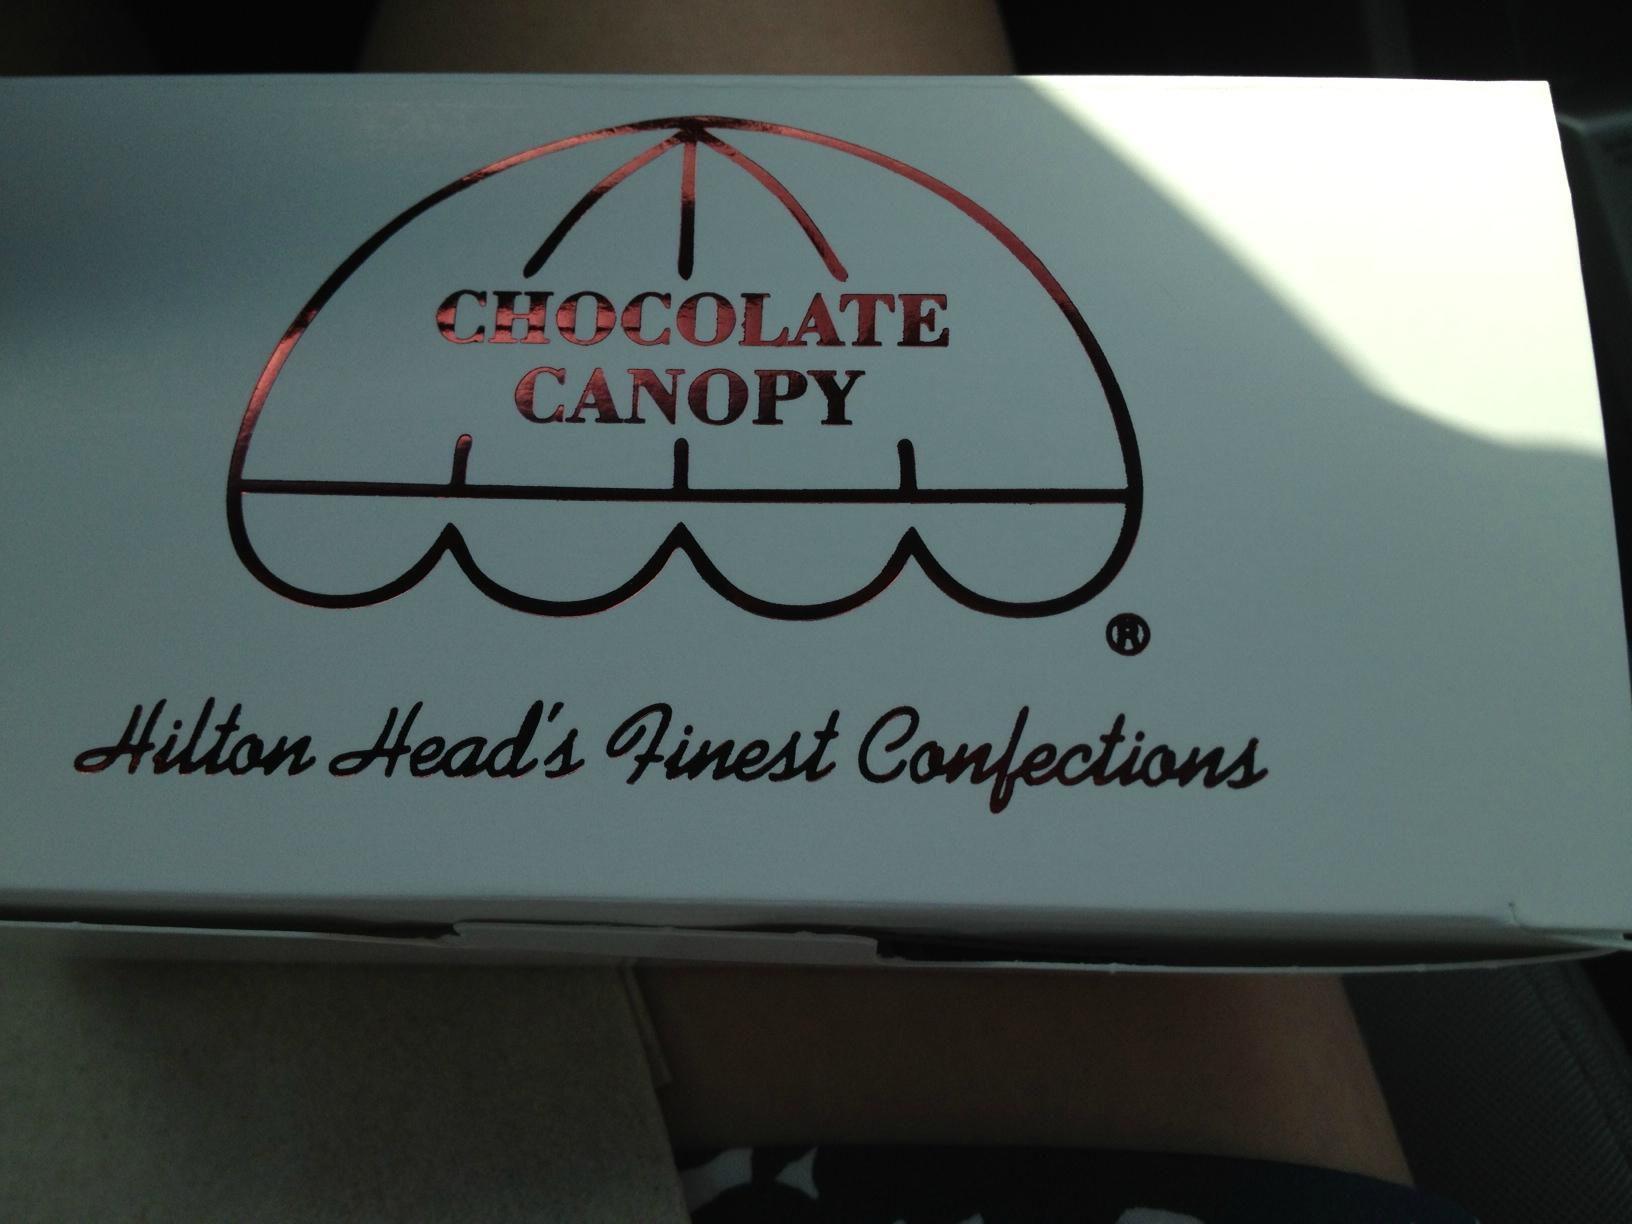 CHOCOLATE
CANOPY
®
Hilton Head's Finest Confections